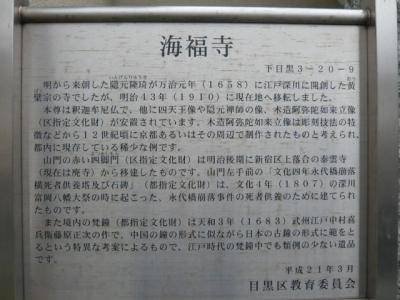 海福寺
下目黒3－20－9
明から来朝した隠元隆琦が万治元年（1658）に江戸深川に開創した黄
檗宗の寺でしたが、明治43年（1910）に現在地へ移転しました。
本尊は釈迦牟尼仏で、他に四天王像や隠元禅師の像、木造阿弥陀如来立像
（区指定文化財）が安置されています。木造阿弥陀如来立像は彫刻技法の特
徴などから12世紀頃に京都あるいはその周辺で制作されたものと考えられ、
都内に現存している稀少な例です。
山門の赤い四脚門（区指定文化財）は明治後期に新宿区上落合の泰雲寺
（現在は廃寺）から移建したものです。山門左手前の「文化四年永代橋崩落
横死者供養塔及び石碑」（都指定文化財）は、文化4年（1807）の深川
富岡八幡大祭の時に起こった、永代橋崩落事件の死者供養のために建てられ
たものです。
また境内の梵鐘（都指定文化財）は天和3年（1683）武州江戸中村喜
兵衛藤原正次の作で、中国の鐘の形式に似ながら日本の古鐘の形式に範をと
るという特異な考案によるもので、江戸時代の梵鐘中でも類例の少ない遺品
です。
平成21年3月
目黒区教育委員会